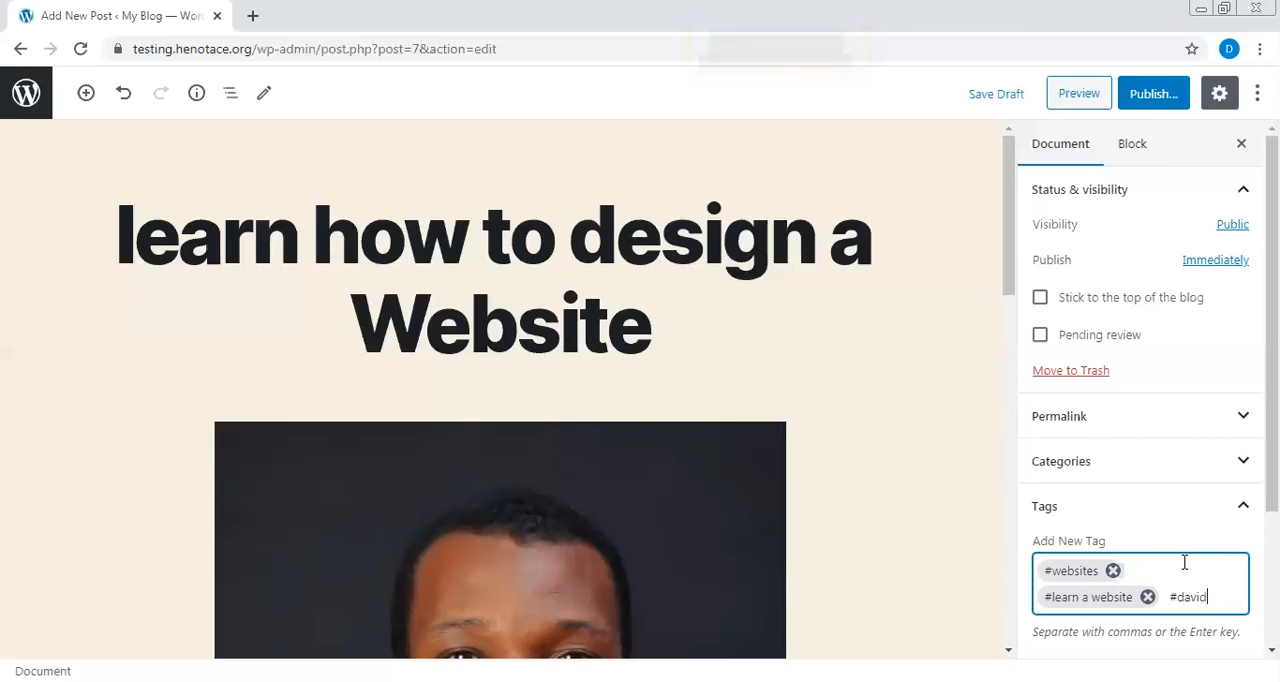 Add New Post ‹ My Blog — Wor
testing.henotace.org/wp-admin/post.php?post=7&action=edit
D
Save Draft
Preview
Publish...
learn how to design a
Website
Document
Block
Status & visibility
Visibility
Public
Publish
Immediately
Stick to the top of the blog
Pending review
Move to Trash
Permalink
Categories
Tags
Add New Tag
#websites
#learn a website
#david
Separate with commas or the Enter key.
Document